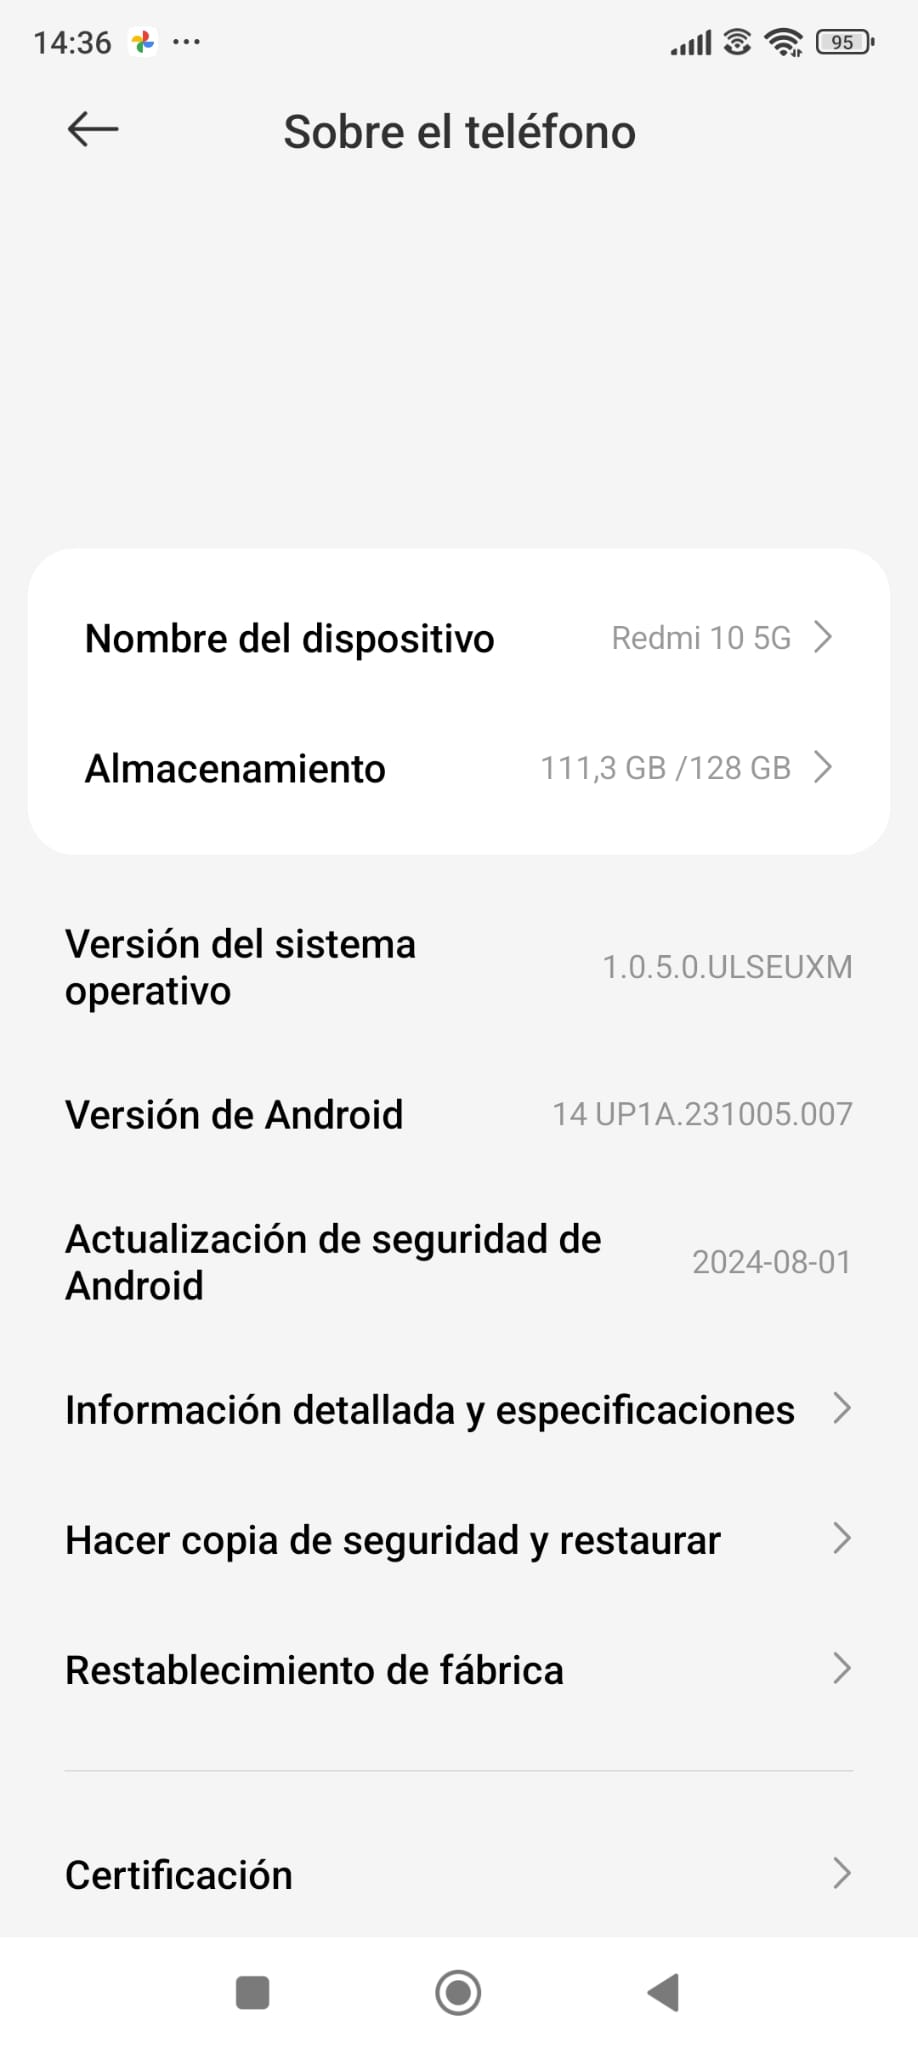 14:36 ... 95
Sobre el teléfono
Nombre del dispositivo Redmi 10 5G
Almacenamiento 111,3 GB /128 GB
Versión del sistema
operativo
1.0.5.0.ULSEUXM
Versión de Android 14 UP1A.231005.007
Actualización de seguridad de
Android
2024-08-01
Información detallada y especificaciones
Hacer copia de seguridad y restaurar
Restablecimiento de fábrica
Certificación